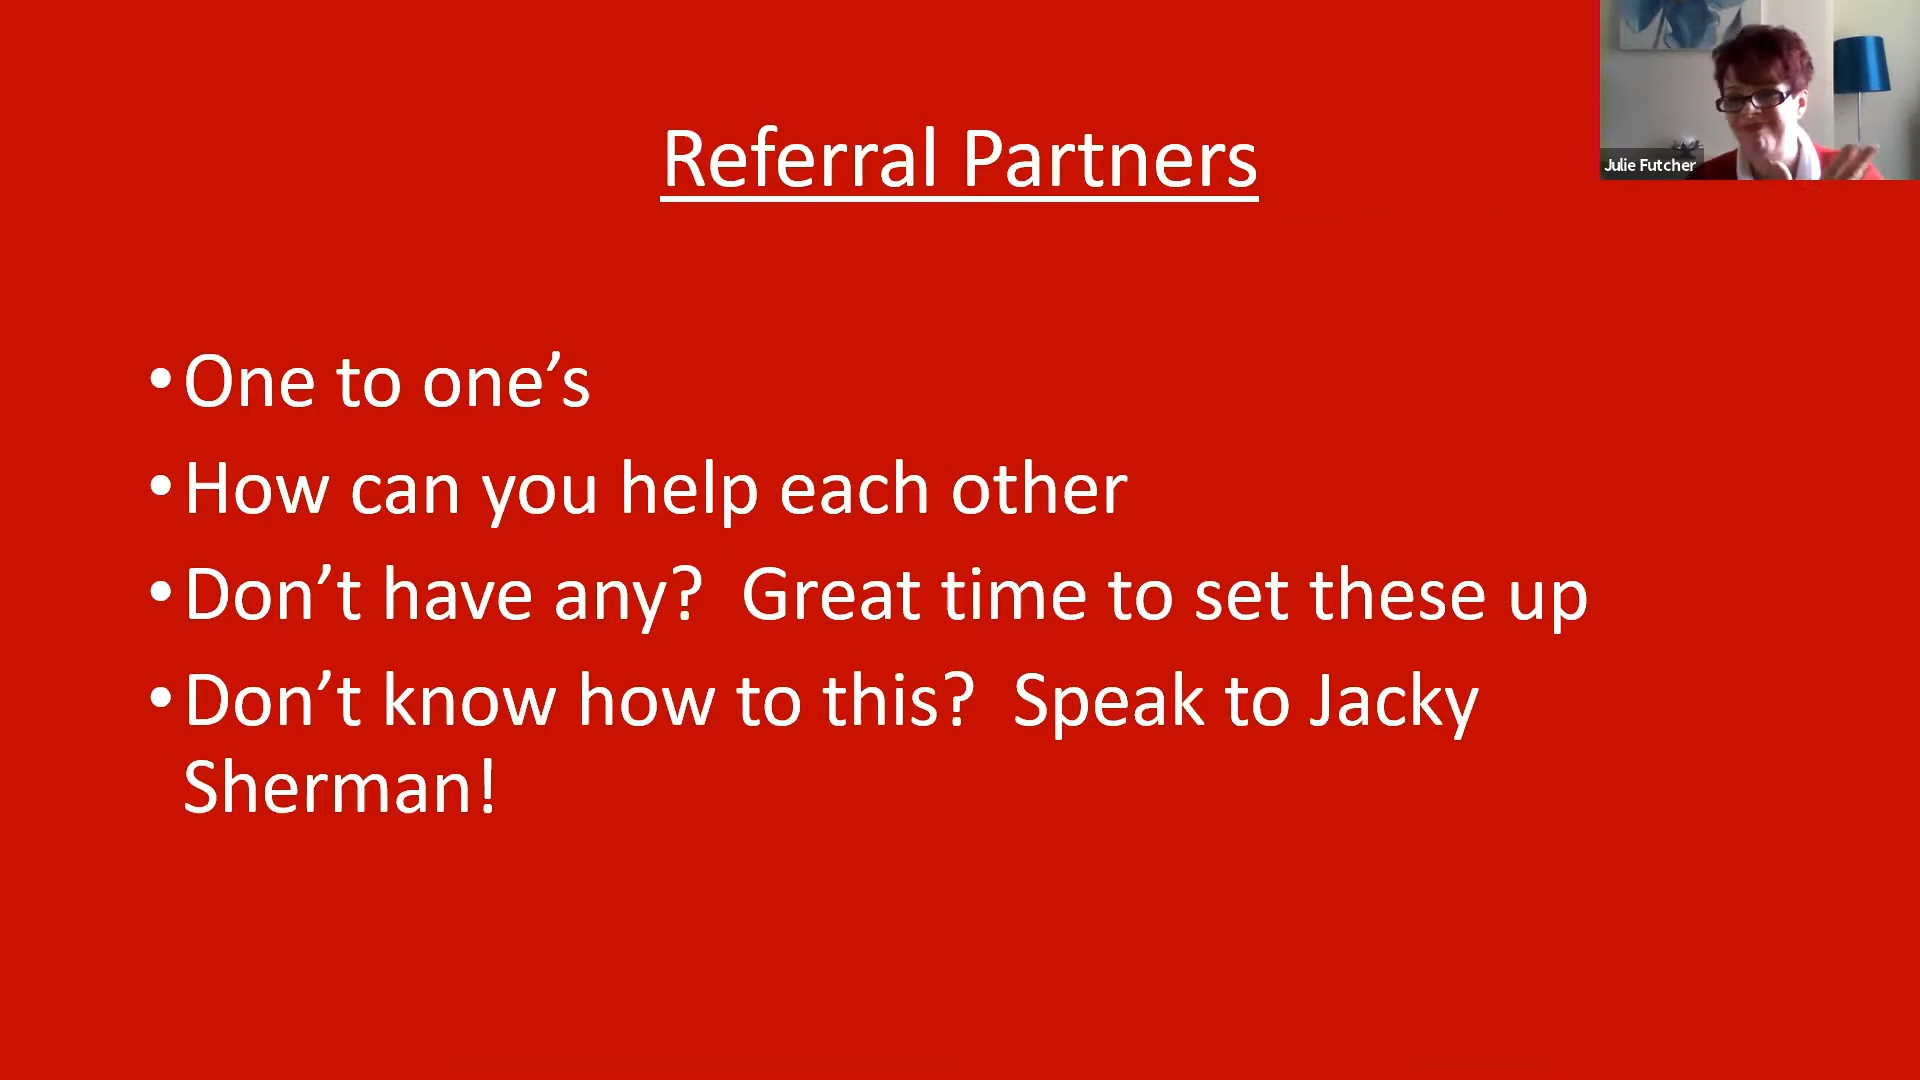 Referral Partners
Julie Futcher
•One to one’s
•How can you help each other
•Don’t have any?  Great time to set these up
•Don’t know how to this?  Speak to Jacky
Sherman!